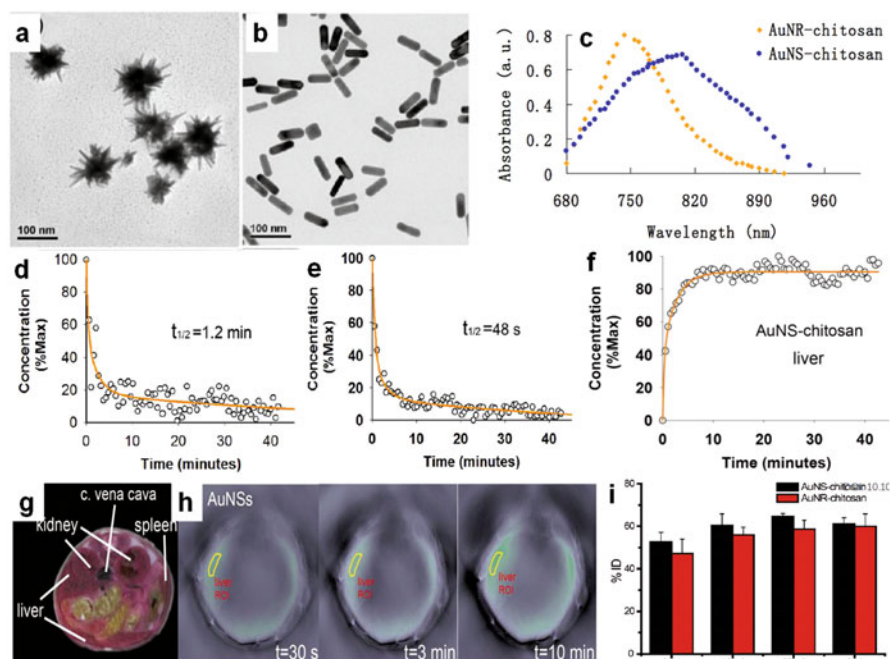 a
100 nm
b
100 nm
c
AuNR-chitosan
AuNS-chitosan
Absorbance (a.u.)
0.8
0.6
0.4
0.2
0
680 750 820 890 960
Wavelength (nm)
d
t1/2=1.2 min
Concentration
(%Max)
100
80
60
40
20
0
0 10 20 30 40
Time (minutes)
e
t1/2=48 s
Concentration
(%Max)
100
80
60
40
20
0
0 10 20 30 40
Time (minutes)
f
AuNS-chitosan
liver
Concentration
(%Max)
100
80
60
40
20
0
0 10 20 30 40
Time (minutes)
g
c. vena cava
kidney
spleen
liver
h
AuNSs
liver
ROI
t=30 s
liver
ROI
t=3 min
liver
ROI
t=10 min
i
AuNS-chitosan
AuNR-chitosan
%ID
80
60
40
20
0